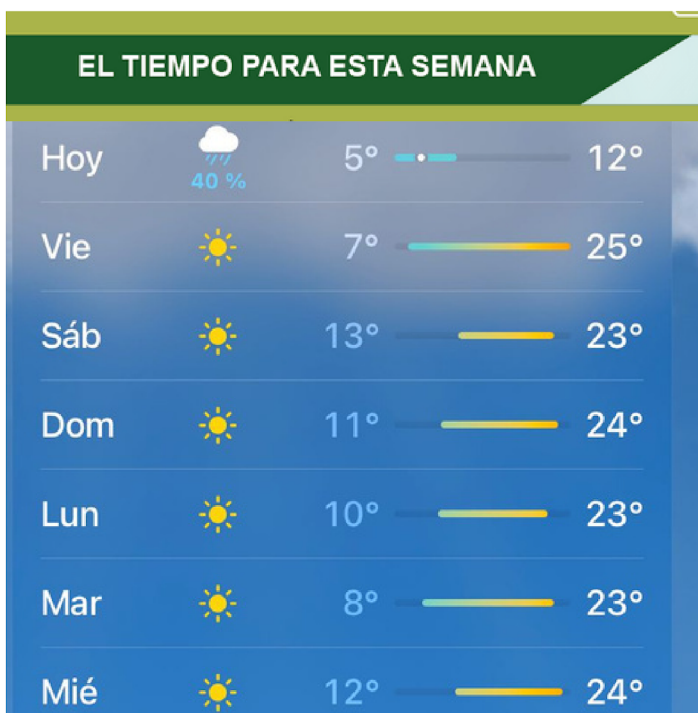 EL TIEMPO PARA ESTA SEMANA
Hoy 40 % 5° 12°
Vie 7° 25°
Sáb 13° 23°
Dom 11° 24°
Lun 10° 23°
Mar 8° 23°
Mié 12° 24°